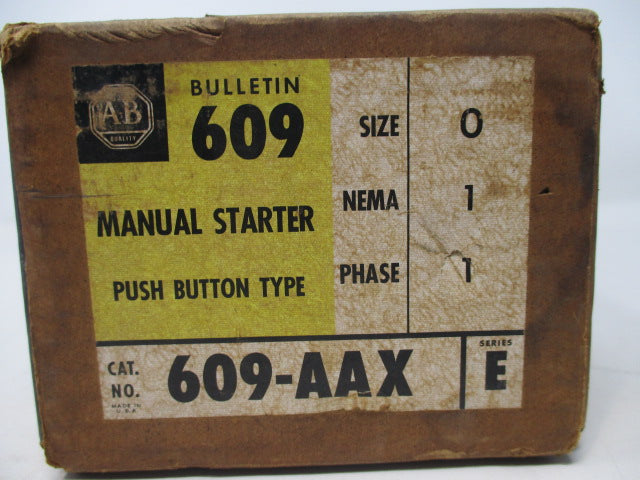 A-B
QUALITY
BULLETIN
609
MANUAL STARTER
PUSH BUTTON TYPE
SIZE 0
NEMA 1
PHASE 1
CAT. NO. 609-AAX
MADE IN U.S.A.
SERIES
E